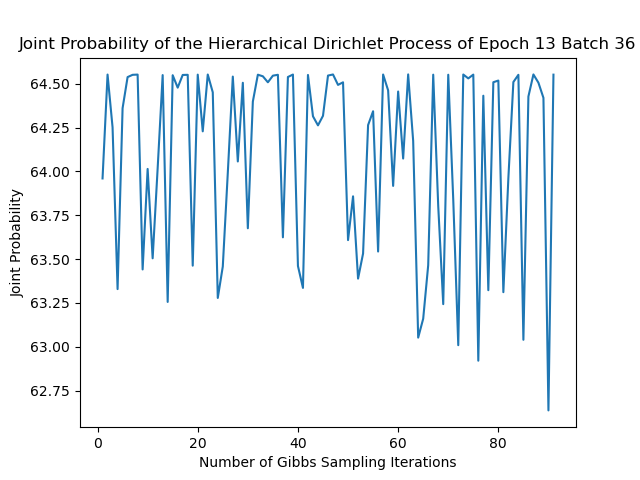 Joint Probability of the Hierarchical Dirichlet Process of Epoch 13 Batch 36
64.50
64.25
64.00
63.75
63.50
63.25
63.00
62.75
Joint Probability
0 20 40 60 80
Number of Gibbs Sampling Iterations